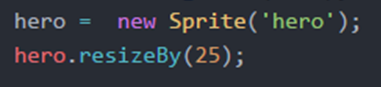 hero =  new Sprite('hero');
hero.resizeBy(25);